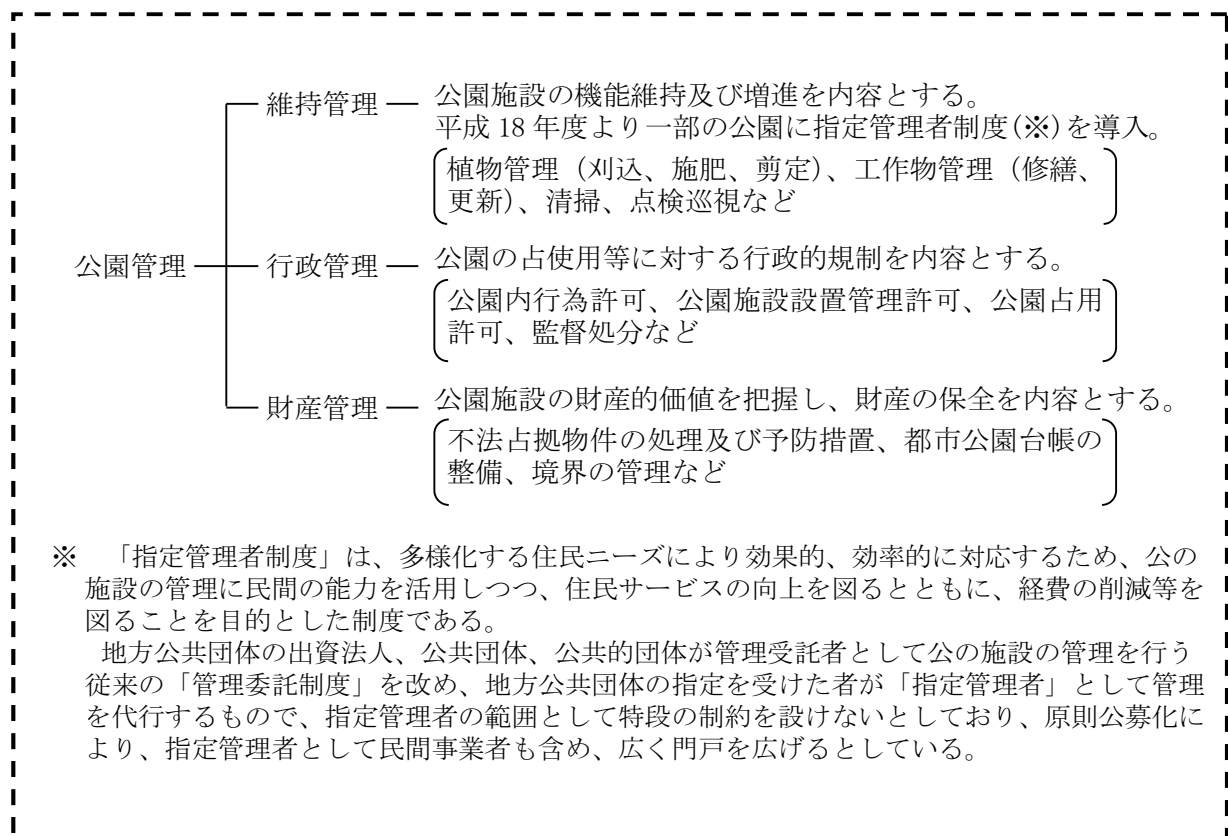 維持管理 公園施設の機能維持及び増進を内容とする。
平成 18 年度より一部の公園に指定管理者制度(※)を導入。
植物管理（刈込、施肥、剪定）、工作物管理（修繕、
更新）、清掃、点検巡視など
公園管理 行政管理 公園の占使用等に対する行政的規制を内容とする。
公園内行為許可、公園施設設置管理許可、公園占用
許可、監督処分など
財産管理 公園施設の財産的価値を把握し、財産の保全を内容とする。
不法占拠物件の処理及び予防措置、都市公園台帳の
整備、境界の管理など
※ 「指定管理者制度」は、多様化する住民ニーズにより効果的、効率的に対応するため、公の
施設の管理に民間の能力を活用しつつ、住民サービスの向上を図るとともに、経費の削減等を
図ることを目的とした制度である。
地方公共団体の出資法人、公共団体、公共的団体が管理受託者として公の施設の管理を行う
従来の「管理委託制度」を改め、地方公共団体の指定を受けた者が「指定管理者」として管理
を代行するもので、指定管理者の範囲として特段の制約を設けないとしており、原則公募化に
より、指定管理者として民間事業者も含め、広く門戸を広げるとしている。